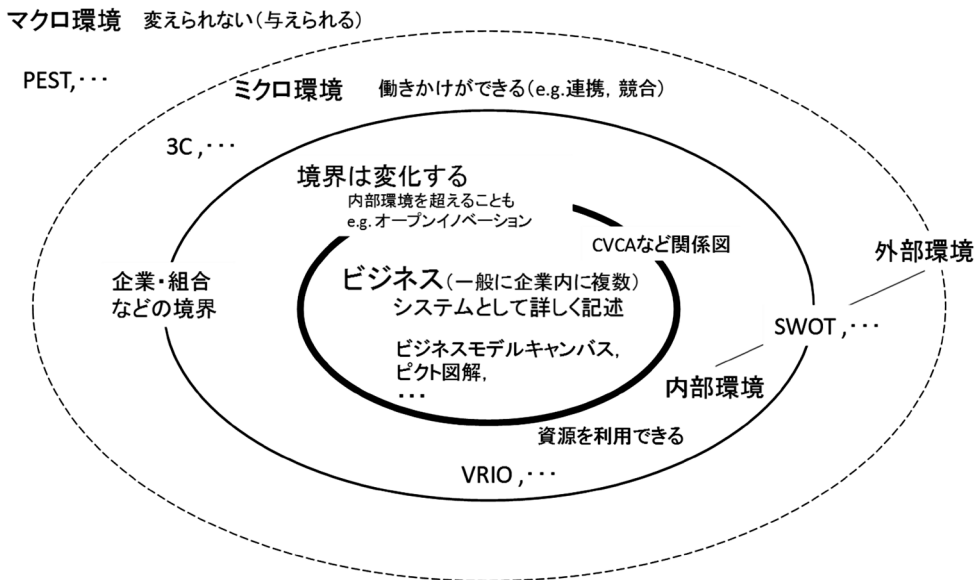 マクロ環境 変えられない(与えられる)
PEST,・・・
ミクロ環境 働きかけができる(e.g.連携, 競合)
3C ,・・・
境界は変化する
内部環境を超えることも
e.g.オープンイノベーション
CVCAなど関係図
外部環境
企業・組合
などの境界
ビジネス(一般に企業内に複数)
システムとして詳しく記述
SWOT ,・・・
ビジネスモデルキャンバス,
ピクト図解,
・・・
内部環境
資源を利用できる
VRIO ,・・・